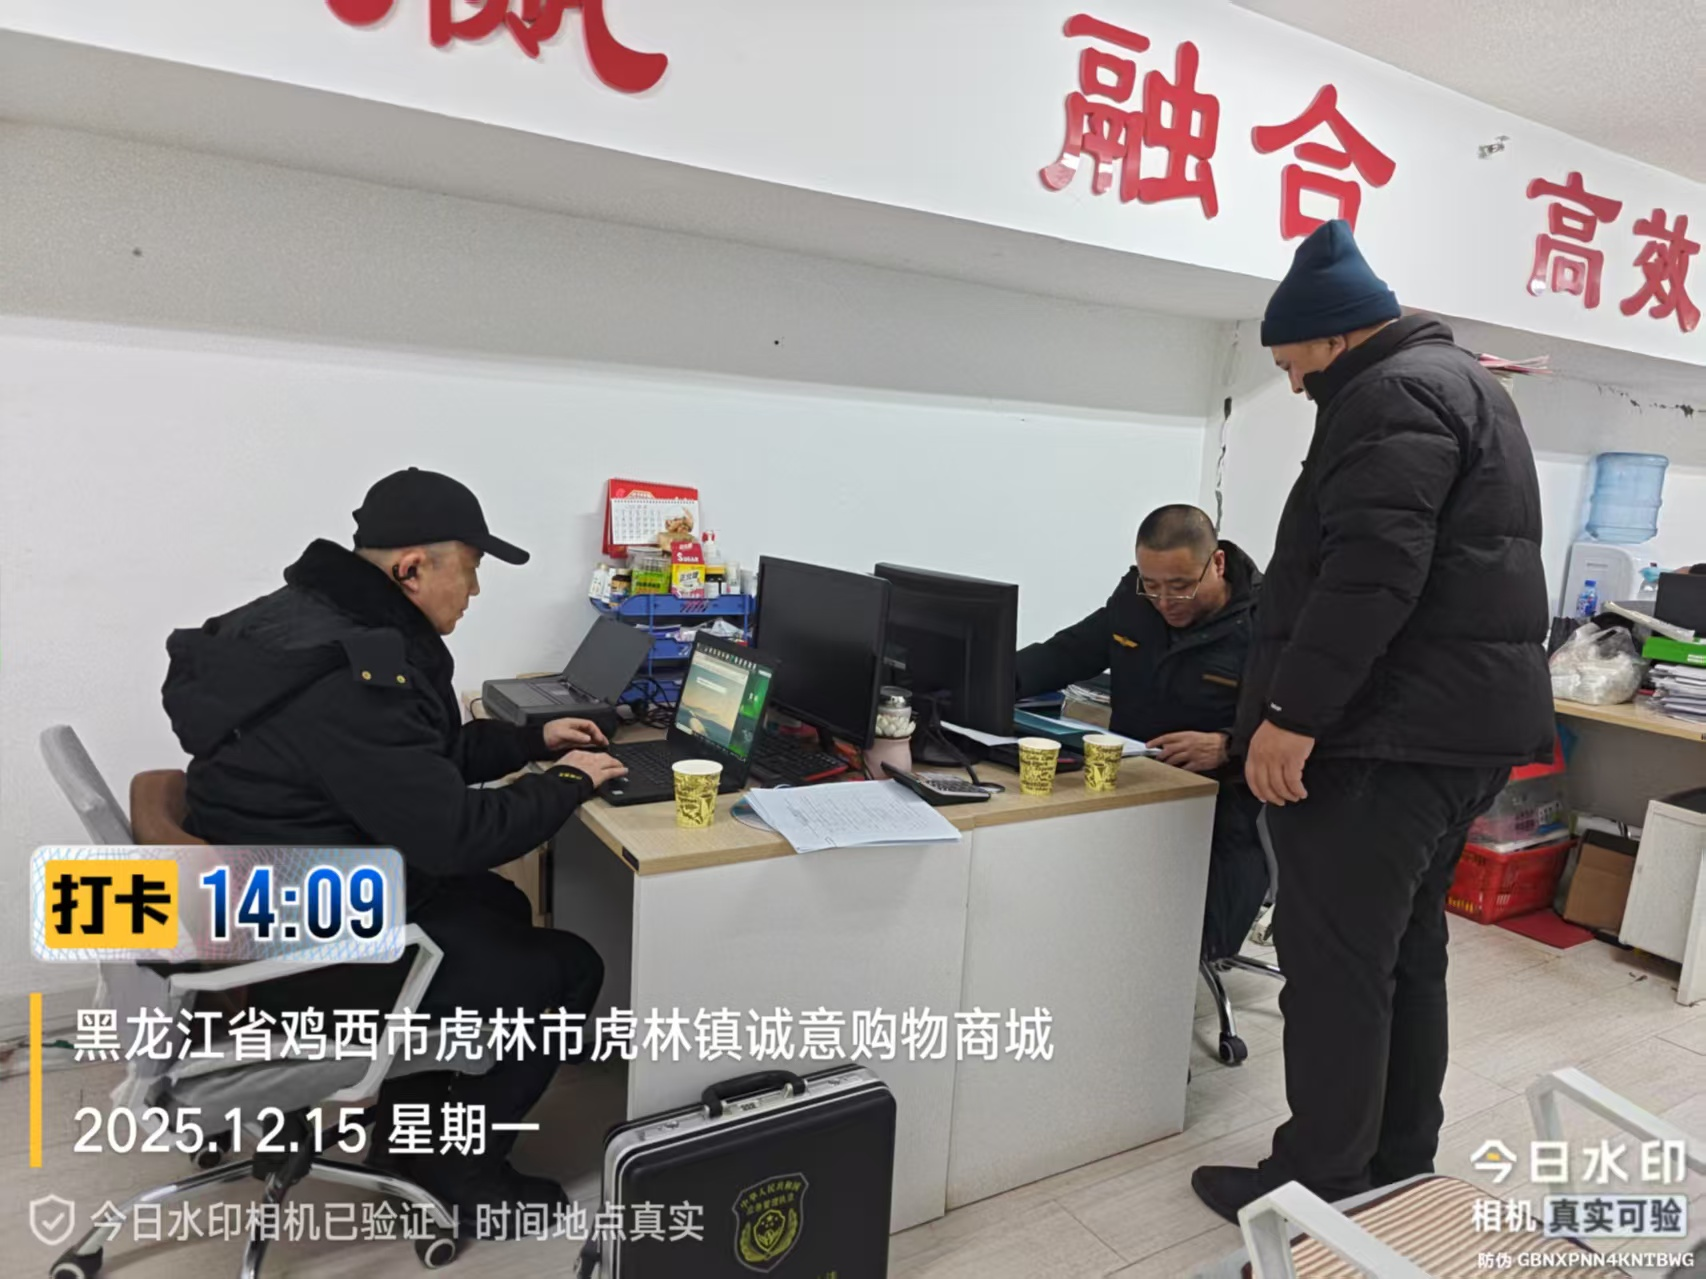 融合 高效
打卡 14:09
黑龙江省鸡西市虎林市虎林镇诚意购物商城
2025.12.15 星期一
今日水印相机已验证 | 时间地点真实
今日水印
相机 真实可验
防伪 GBNXPNN4KNTBWG